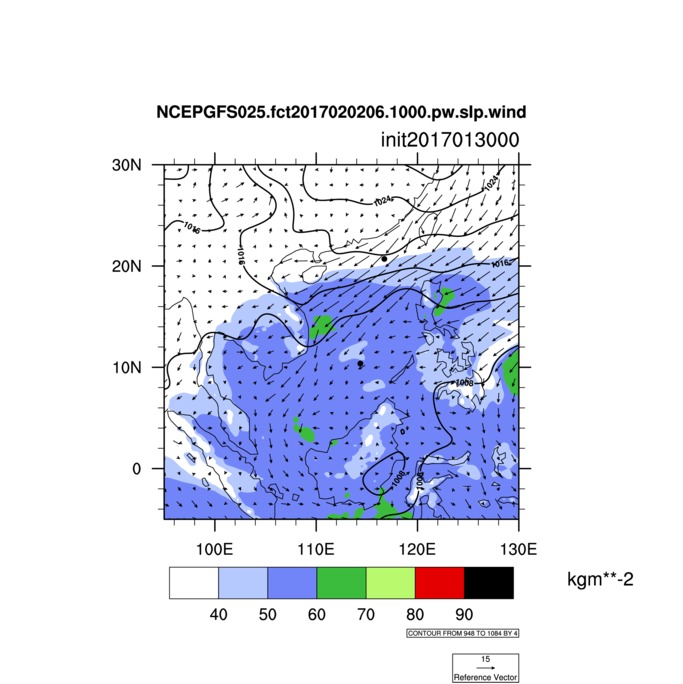 NCEPGFS025.fct2017020206.1000.pw.slp.wind
init2017013000
30N
1024
1024
1016
1016
1016
20N
10N
1008
0
1008
1008
100E
110E
120E
130E
kgm**-2
40
50
60
70
80
90
CONTOUR FROM 948 TO 1084 BY 4
15
Reference Vector